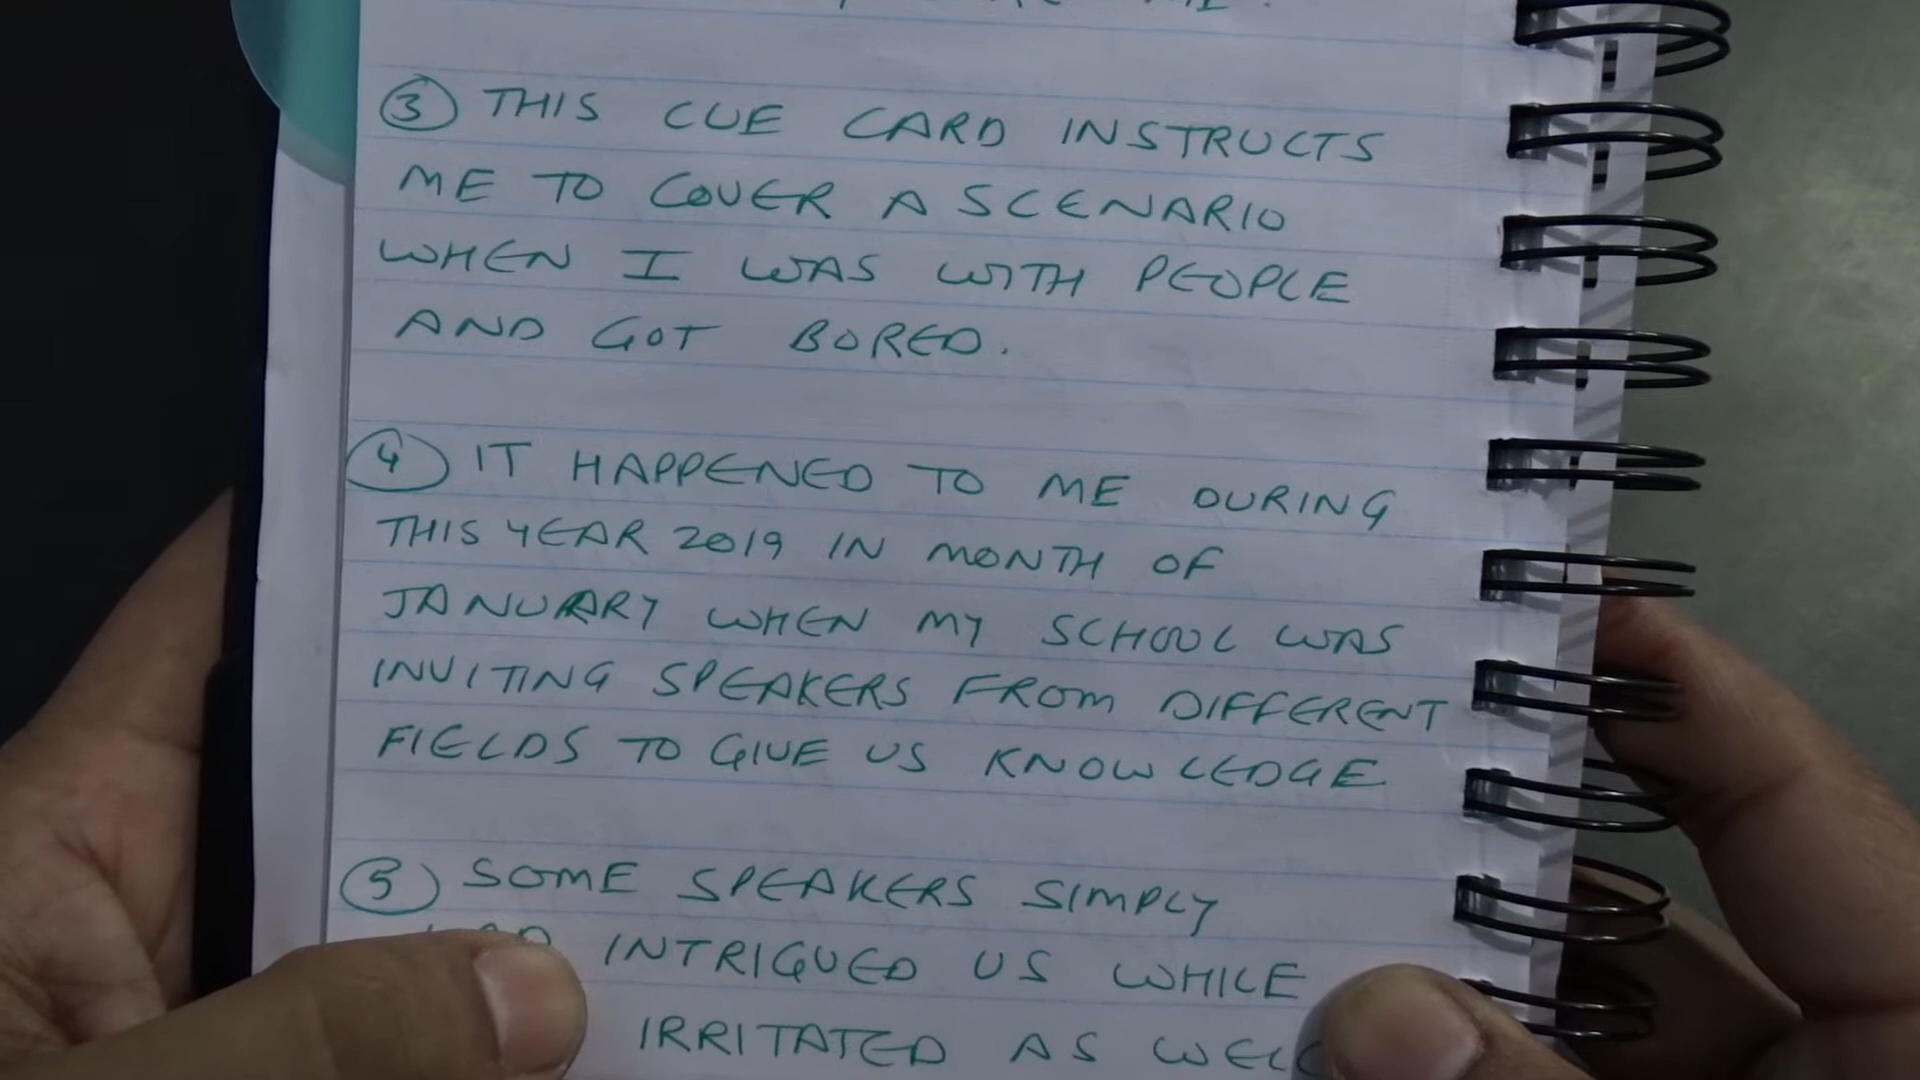 ③ THIS CUE CARD INSTRUCTS
ME TO COVER A SCENARIO
WHEN I WAS WITH PEOPLE
AND GOT BORED.
④ IT HAPPENED TO ME DURING
THIS YEAR 2019 IN MONTH OF
JANUARY WHEN MY SCHOOL WAS
INVITING SPEAKERS FROM DIFFERENT
FIELDS TO GIVE US KNOWLEDGE
⑤ SOME SPEAKERS SIMPLY
INTRIGUED US WHILE
IRRITATED AS WELL